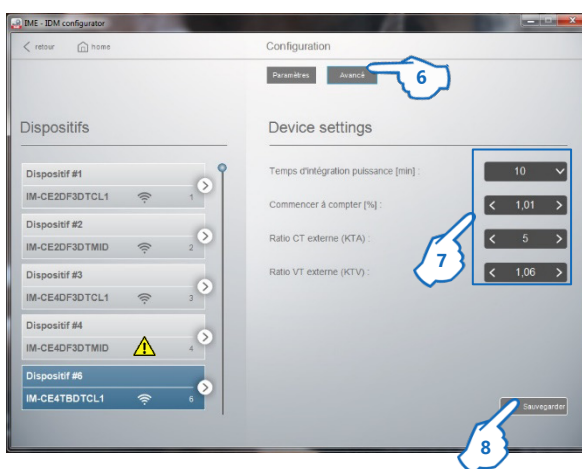 IME - IDM configurator
retour home Configuration
Paramètres Avancé
6
Dispositifs Device settings
Dispositif #1
IM-CE2DF3DTCL1 1
Dispositif #2
IM-CE2DF3DTMID 2
Dispositif #3
IM-CE4DF3DTCL1 3
Dispositif #4
IM-CE4DF3DTMID 4
Dispositif #6
IM-CE4TBDTCL1 6
Temps d'intégration puissance [min] : 10
Commencer à compter [%] : 1,01
Ratio CT externe (KTA) : 5
7
Ratio VT externe (KTV) : 1,06
Sauvegarder
8